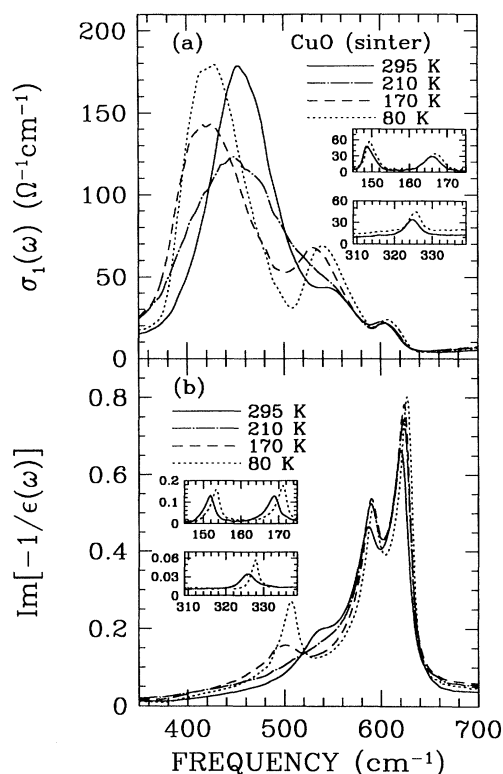 (a)
CuO (sinter)
295 K
210 K
170 K
80 K
σ₁(ω) (Ω⁻¹cm⁻¹)
200
150
100
50
0
60
30
0
150 160 170
60
30
0
310 320 330
(b)
295 K
210 K
170 K
80 K
Im[−1/ϵ(ω)]
0.8
0.6
0.4
0.2
0
0.2
0.1
0
150 160 170
0.06
0.03
0
310 320 330
400 500 600 700
FREQUENCY (cm⁻¹)